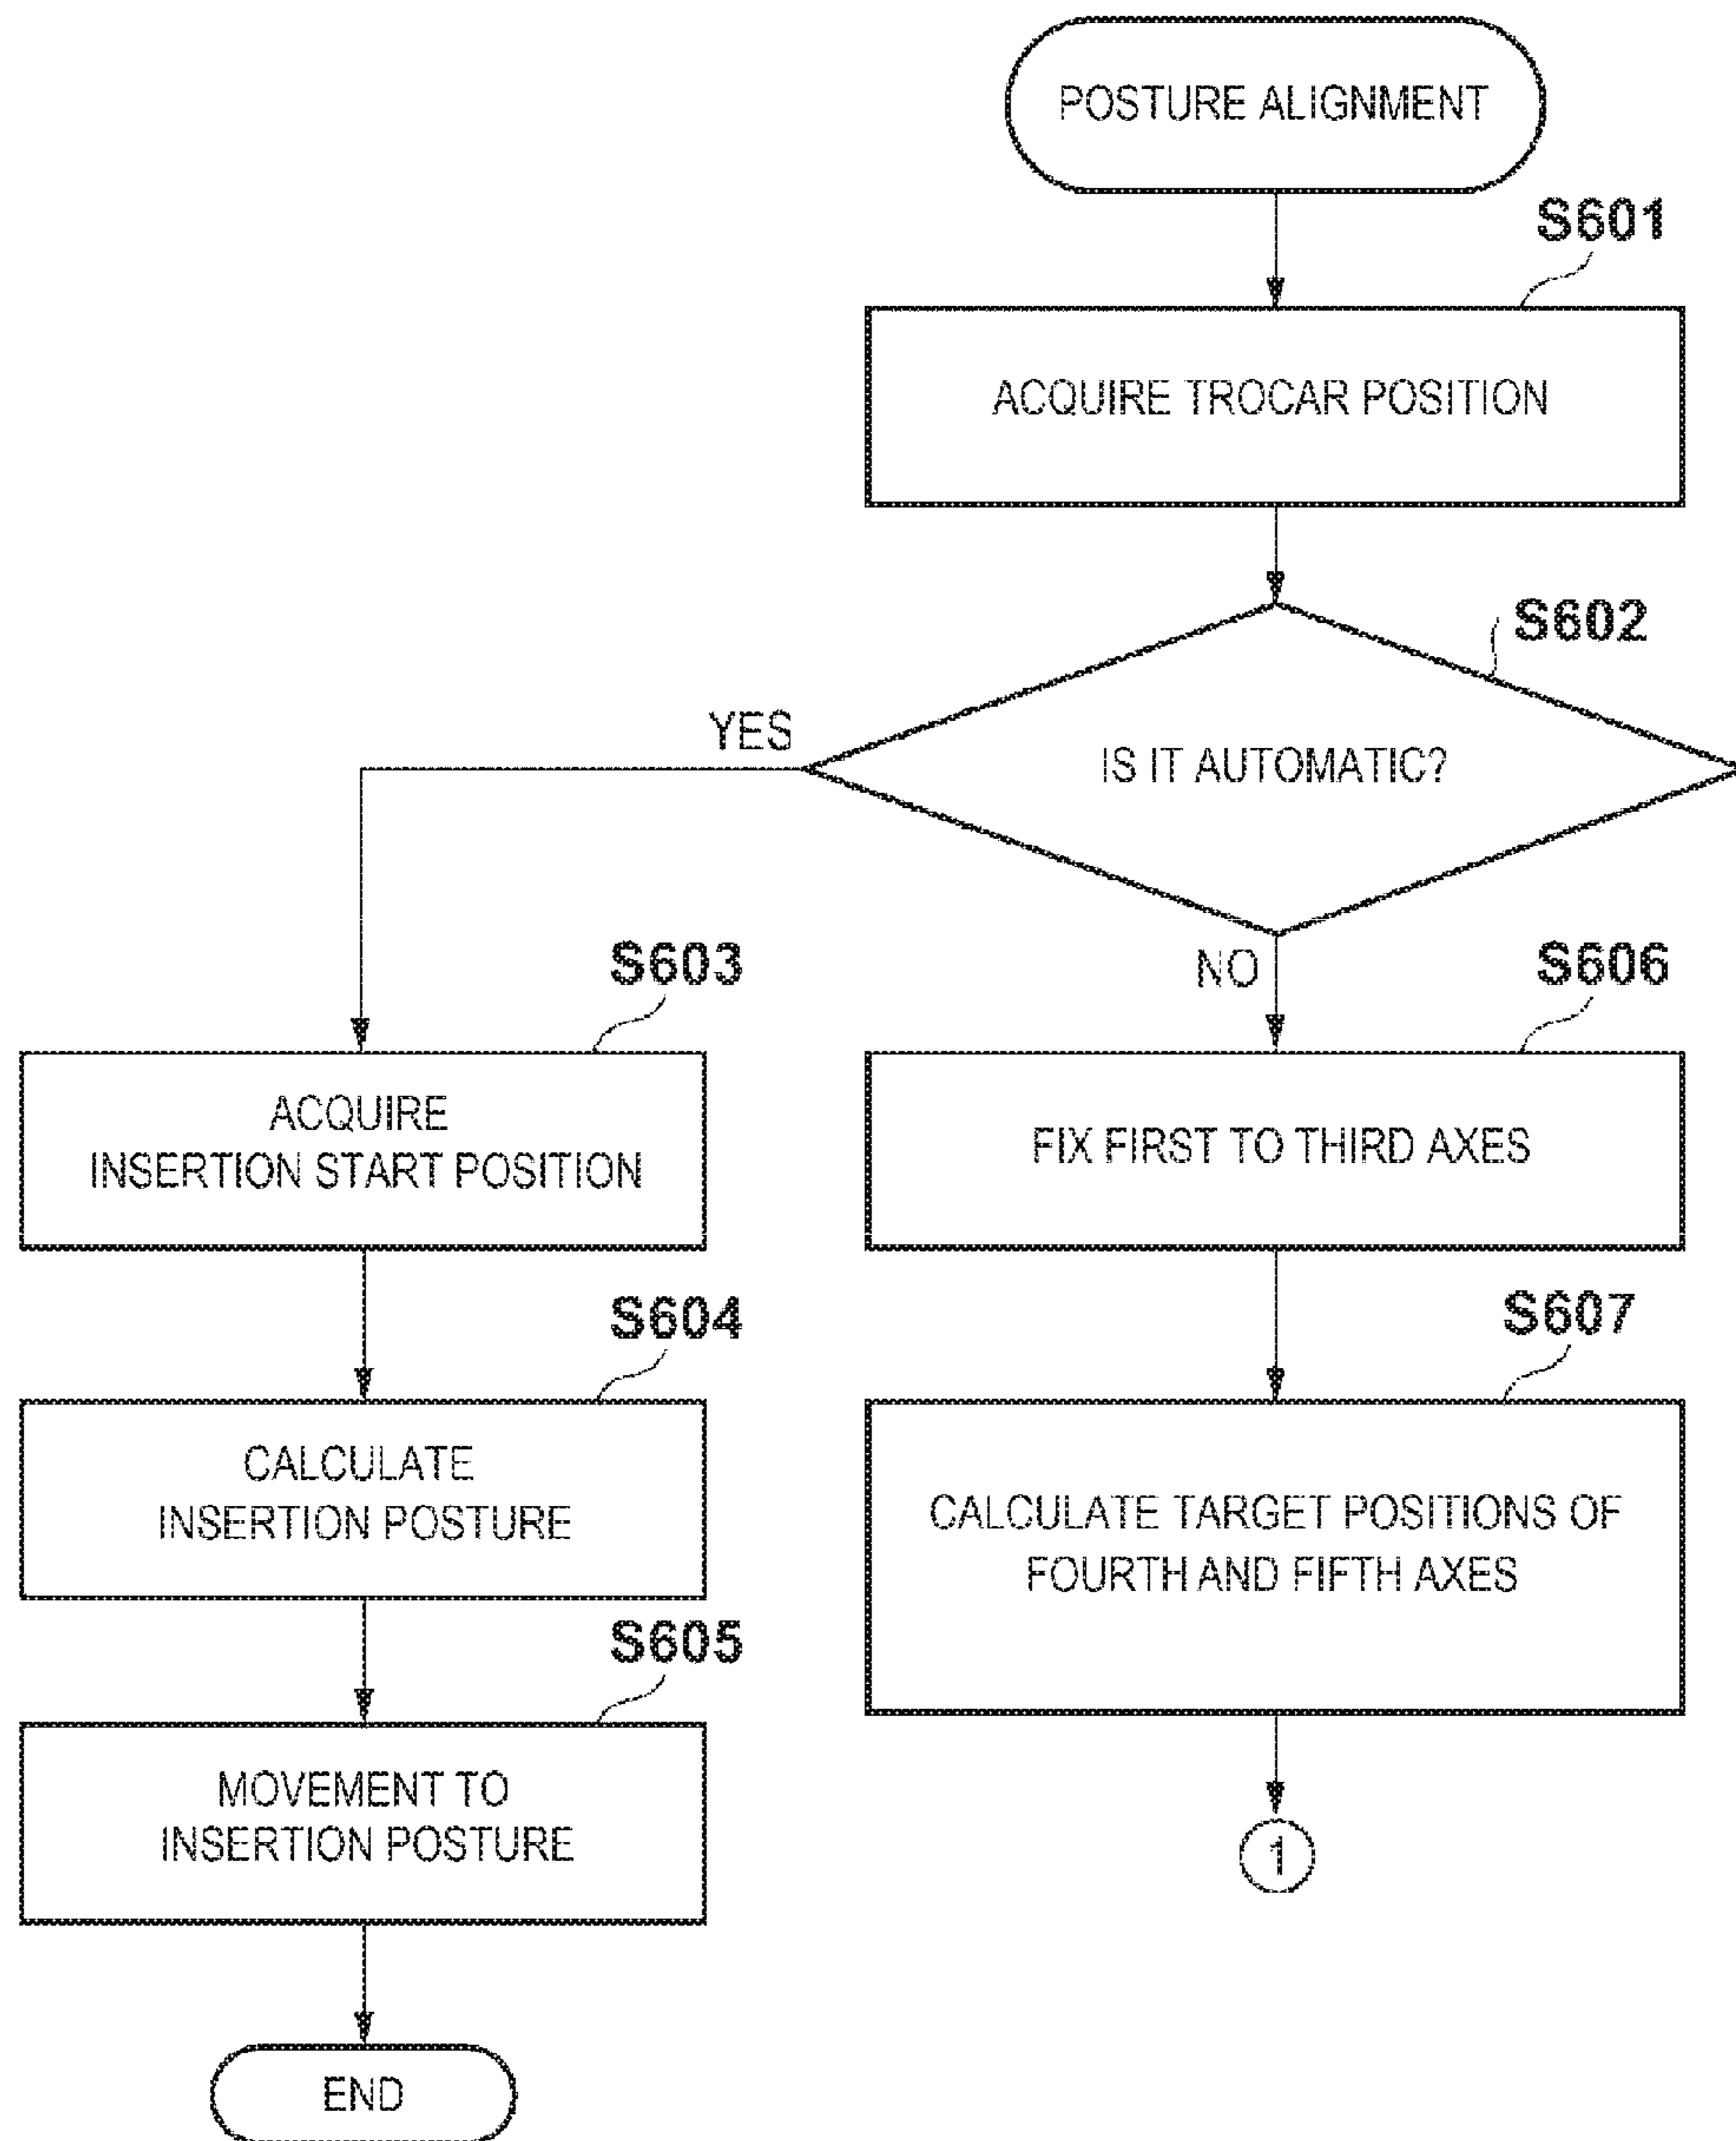 POSTURE ALIGNMENT
S601
ACQUIRE TROCAR POSITION
S602
IS IT AUTOMATIC?
YES
NO
S603
ACQUIRE
INSERTION START POSITION
S604
CALCULATE
INSERTION POSTURE
S605
MOVEMENT TO
INSERTION POSTURE
END
S606
FIX FIRST TO THIRD AXES
S607
CALCULATE TARGET POSITIONS OF
FOURTH AND FIFTH AXES
1